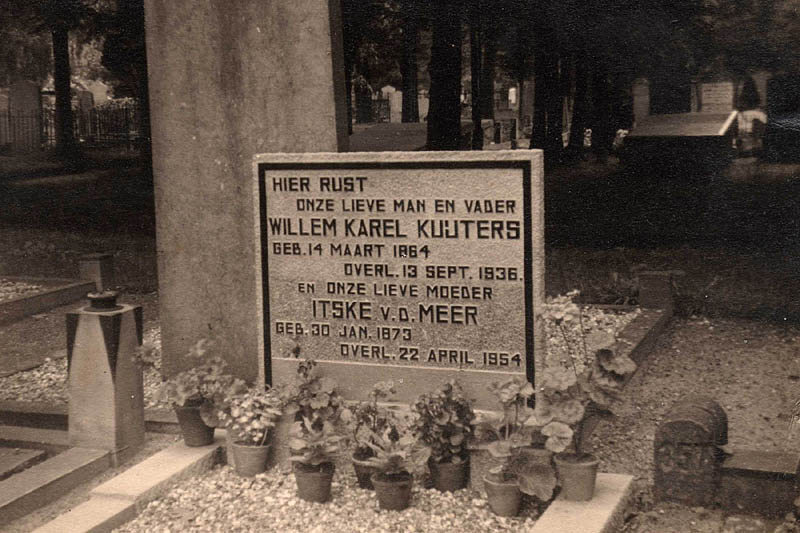 HIER RUST
ONZE LIEVE MAN EN VADER
WILLEM KAREL KUIJTERS
GEB. 14 MAART 1864
OVERL. 13 SEPT. 1936.
EN ONZE LIEVE MOEDER
ITSKE V.D. MEER
GEB. 30 JAN. 1873
OVERL. 22 APRIL 1954